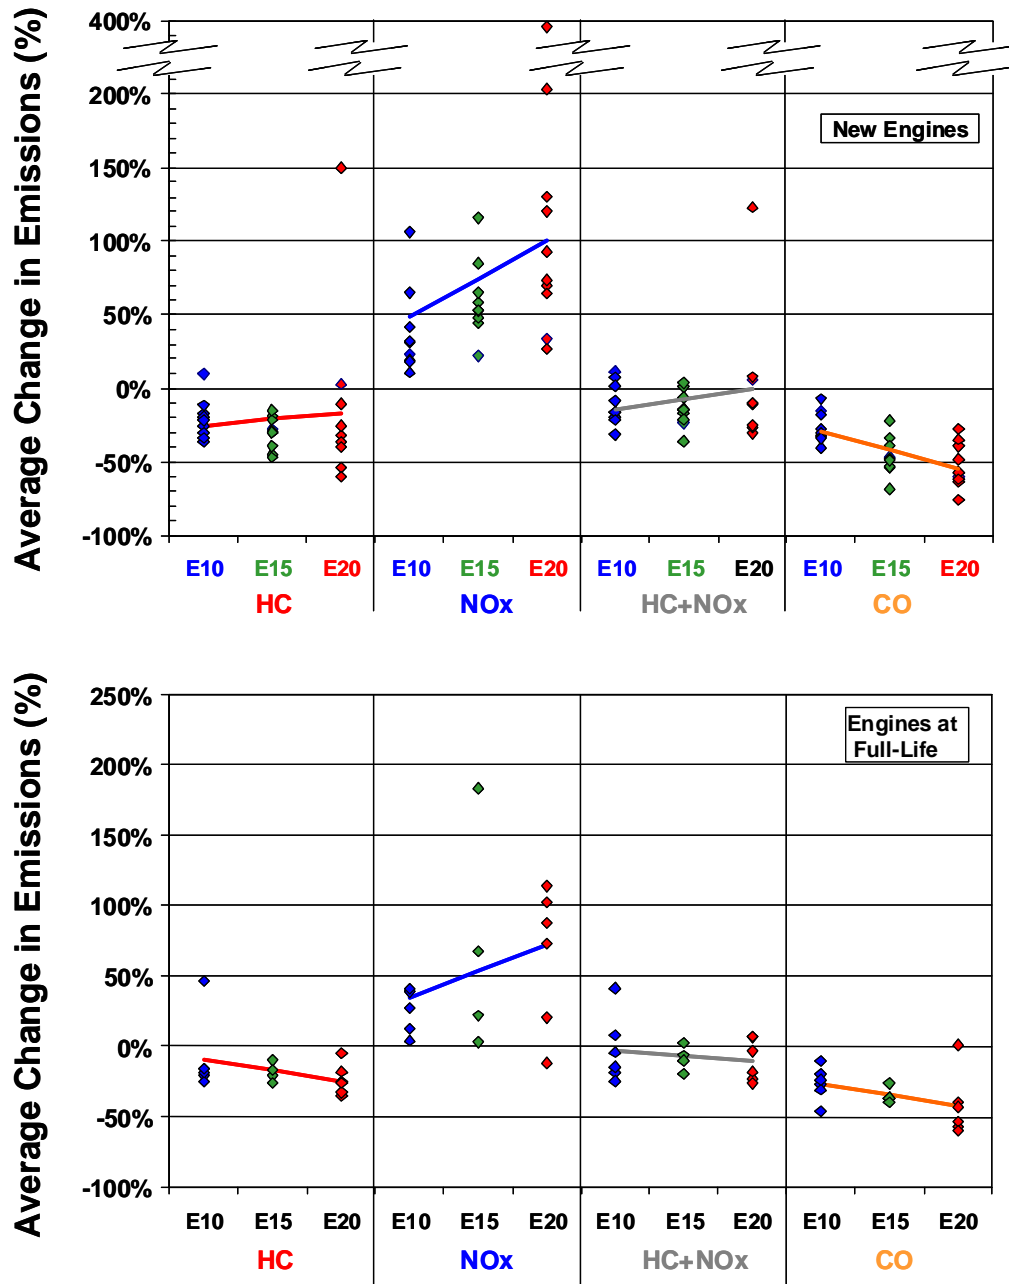 Average Change in Emissions (%)
400%
200%
150%
100%
50%
0%
-50%
-100%
New Engines
E10 E15 E20 E10 E15 E20 E10 E15 E20 E10 E15 E20
HC NOx HC+NOx CO
Average Change in Emissions (%)
250%
200%
150%
100%
50%
0%
-50%
-100%
Engines at
Full-Life
E10 E15 E20 E10 E15 E20 E10 E15 E20 E10 E15 E20
HC NOx HC+NOx CO